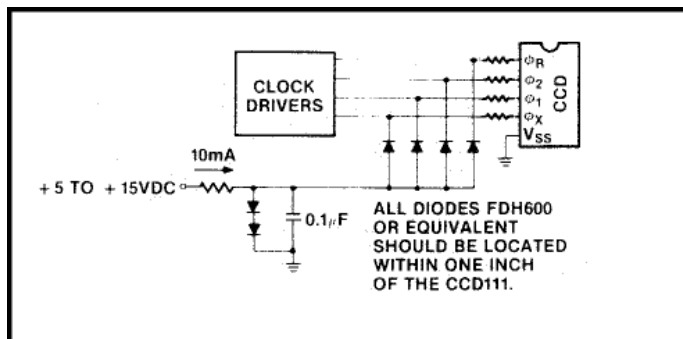 CLOCK
DRIVERS
ΦR
Φ2
Φ1
ΦX
VSS
CCD
10mA
+ 5 TO + 15VDC
0.1µF
ALL DIODES FDH600
OR EQUIVALENT
SHOULD BE LOCATED
WITHIN ONE INCH
OF THE CCD111.